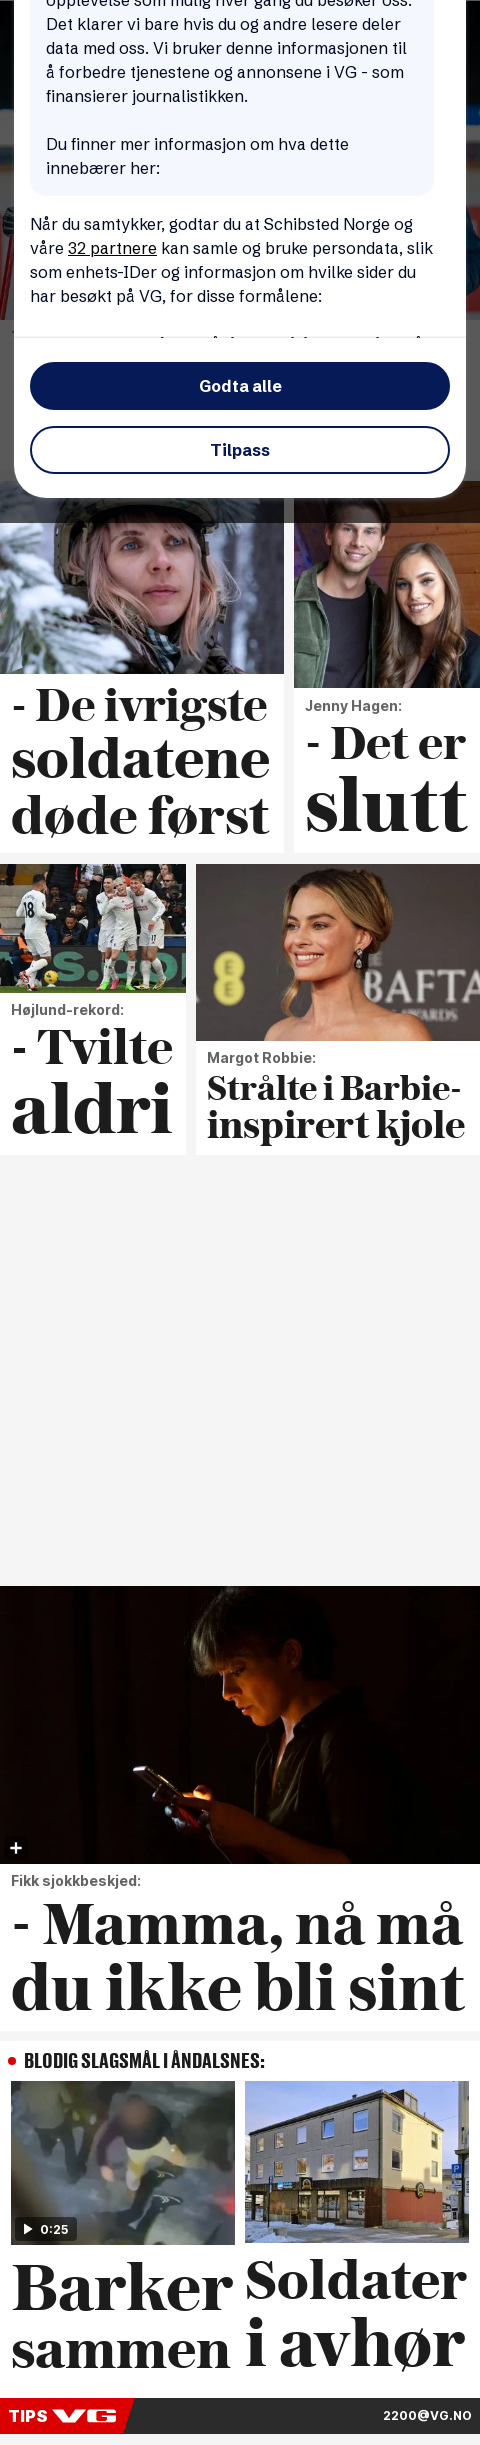 opplevelse som mulig hver gang du besøker oss.
Det klarer vi bare hvis du og andre lesere deler
data med oss. Vi bruker denne informasjonen til
å forbedre tjenestene og annonsene i VG - som
finansierer journalistikken.
Du finner mer informasjon om hva dette
innebærer her:
Når du samtykker, godtar du at Schibsted Norge og
våre 32 partnere kan samle og bruke persondata, slik
som enhets-IDer og informasjon om hvilke sider du
har besøkt på VG, for disse formålene:
Godta alle
Tilpass
- De ivrigste
soldatene
døde først
Jenny Hagen:
- Det er
slutt
18
17
Højlund-rekord:
- Tvilte
aldri
BAFTA
AWARDS
Margot Robbie:
Strålte i Barbie-
inspirert kjole
Fikk sjokkbeskjed:
- Mamma, nå må
du ikke bli sint
BLODIG SLAGSMÅL I ÅNDALSNES:
0:25
Barker
sammen
Soldater
i avhør
TIPS VG
2200@VG.NO